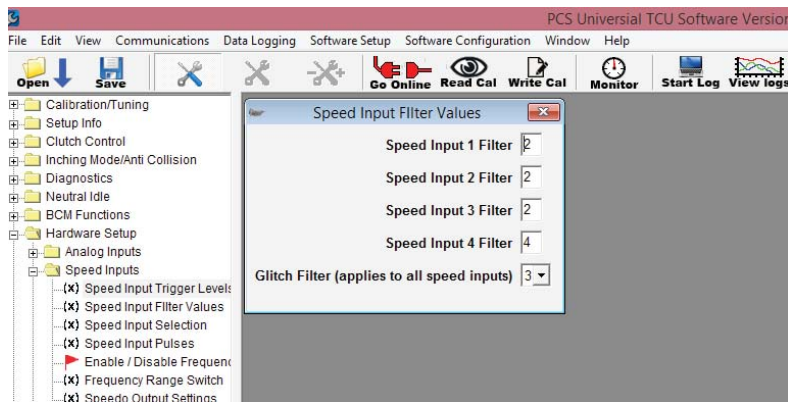 PCS Universial TCU Software Version
File Edit View Communications Data Logging Software Setup Software Configuration Window Help
Open Save Go Online Read Cal Write Cal Monitor Start Log View logs
Calibration/Tuning
Setup Info
Clutch Control
Inching Mode/Anti Collision
Diagnostics
Neutral Idle
BCM Functions
Hardware Setup
Analog Inputs
Speed Inputs
(x) Speed Input Trigger Levels
(x) Speed Input FIlter Values
(x) Speed Input Selection
(x) Speed Input Pulses
Enable / Disable Frequen
(x) Frequency Range Switch
(x) Speedo Output Settings
Speed Input FIlter Values
Speed Input 1 Filter 2
Speed Input 2 Filter 2
Speed Input 3 Filter 2
Speed Input 4 Filter 4
Glitch Filter (applies to all speed inputs) 3